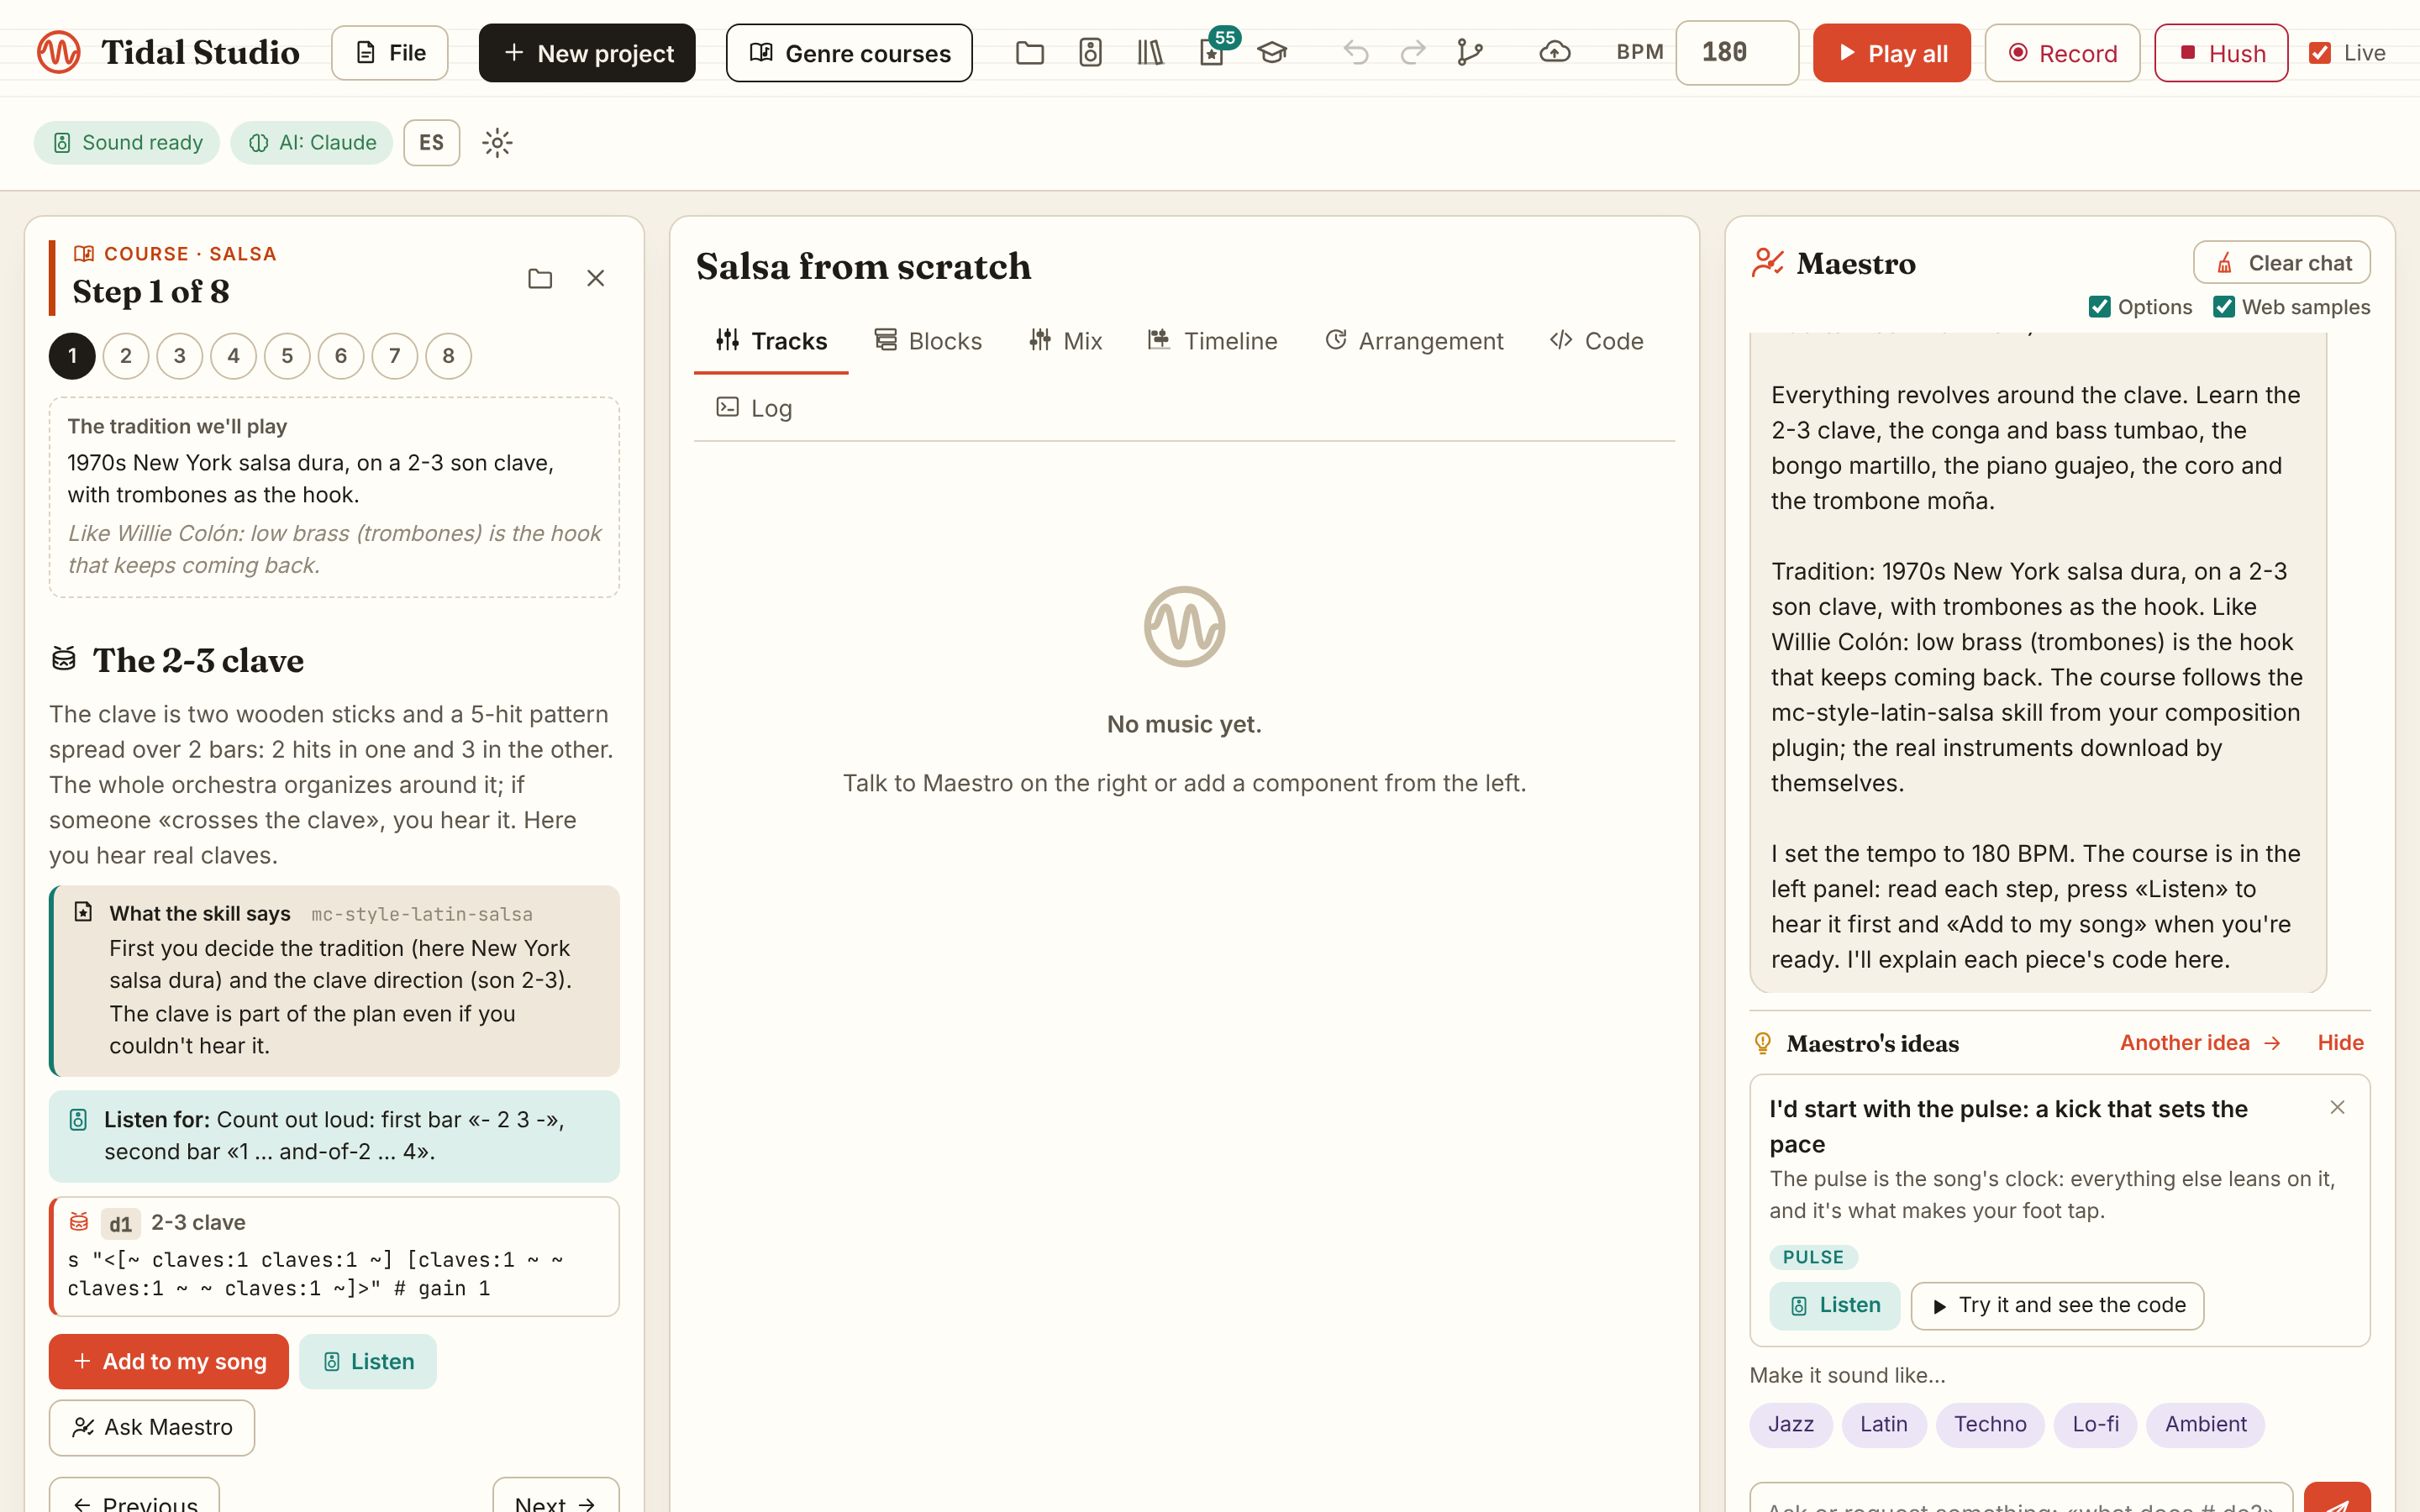 Tidal Studio
File
New project
Genre courses
55
BPM
180
Play all
Record
Hush
Live
Sound ready
AI: Claude
ES
COURSE · SALSA
Step 1 of 8
1
2
3
4
5
6
7
8
The tradition we'll play
1970s New York salsa dura, on a 2-3 son clave,
with trombones as the hook.
Like Willie Colón: low brass (trombones) is the hook
that keeps coming back.
The 2-3 clave
The clave is two wooden sticks and a 5-hit pattern
spread over 2 bars: 2 hits in one and 3 in the other.
The whole orchestra organizes around it; if
someone «crosses the clave», you hear it. Here
you hear real claves.
What the skill says mc-style-latin-salsa
First you decide the tradition (here New York
salsa dura) and the clave direction (son 2-3).
The clave is part of the plan even if you
couldn't hear it.
Listen for: Count out loud: first bar «- 2 3 -»,
second bar «1 ... and-of-2 ... 4».
d1 2-3 clave
s "<[~ claves:1 claves:1 ~] [claves:1 ~ ~
claves:1 ~ ~ claves:1 ~]>" # gain 1
Add to my song
Listen
Ask Maestro
Previous
Next
Salsa from scratch
Tracks
Blocks
Mix
Timeline
Arrangement
Code
Log
No music yet.
Talk to Maestro on the right or add a component from the left.
Maestro
Clear chat
Options
Web samples
Everything revolves around the clave. Learn the
2-3 clave, the conga and bass tumbao, the
bongo martillo, the piano guajeo, the coro and
the trombone moña.
Tradition: 1970s New York salsa dura, on a 2-3
son clave, with trombones as the hook. Like
Willie Colón: low brass (trombones) is the hook
that keeps coming back. The course follows the
mc-style-latin-salsa skill from your composition
plugin; the real instruments download by
themselves.
I set the tempo to 180 BPM. The course is in the
left panel: read each step, press «Listen» to
hear it first and «Add to my song» when you're
ready. I'll explain each piece's code here.
Maestro's ideas
Another idea →
Hide
I'd start with the pulse: a kick that sets the
pace
The pulse is the song's clock: everything else leans on it,
and it's what makes your foot tap.
PULSE
Listen
Try it and see the code
Make it sound like...
Jazz
Latin
Techno
Lo-fi
Ambient
Ask or request something: «what does # do?»